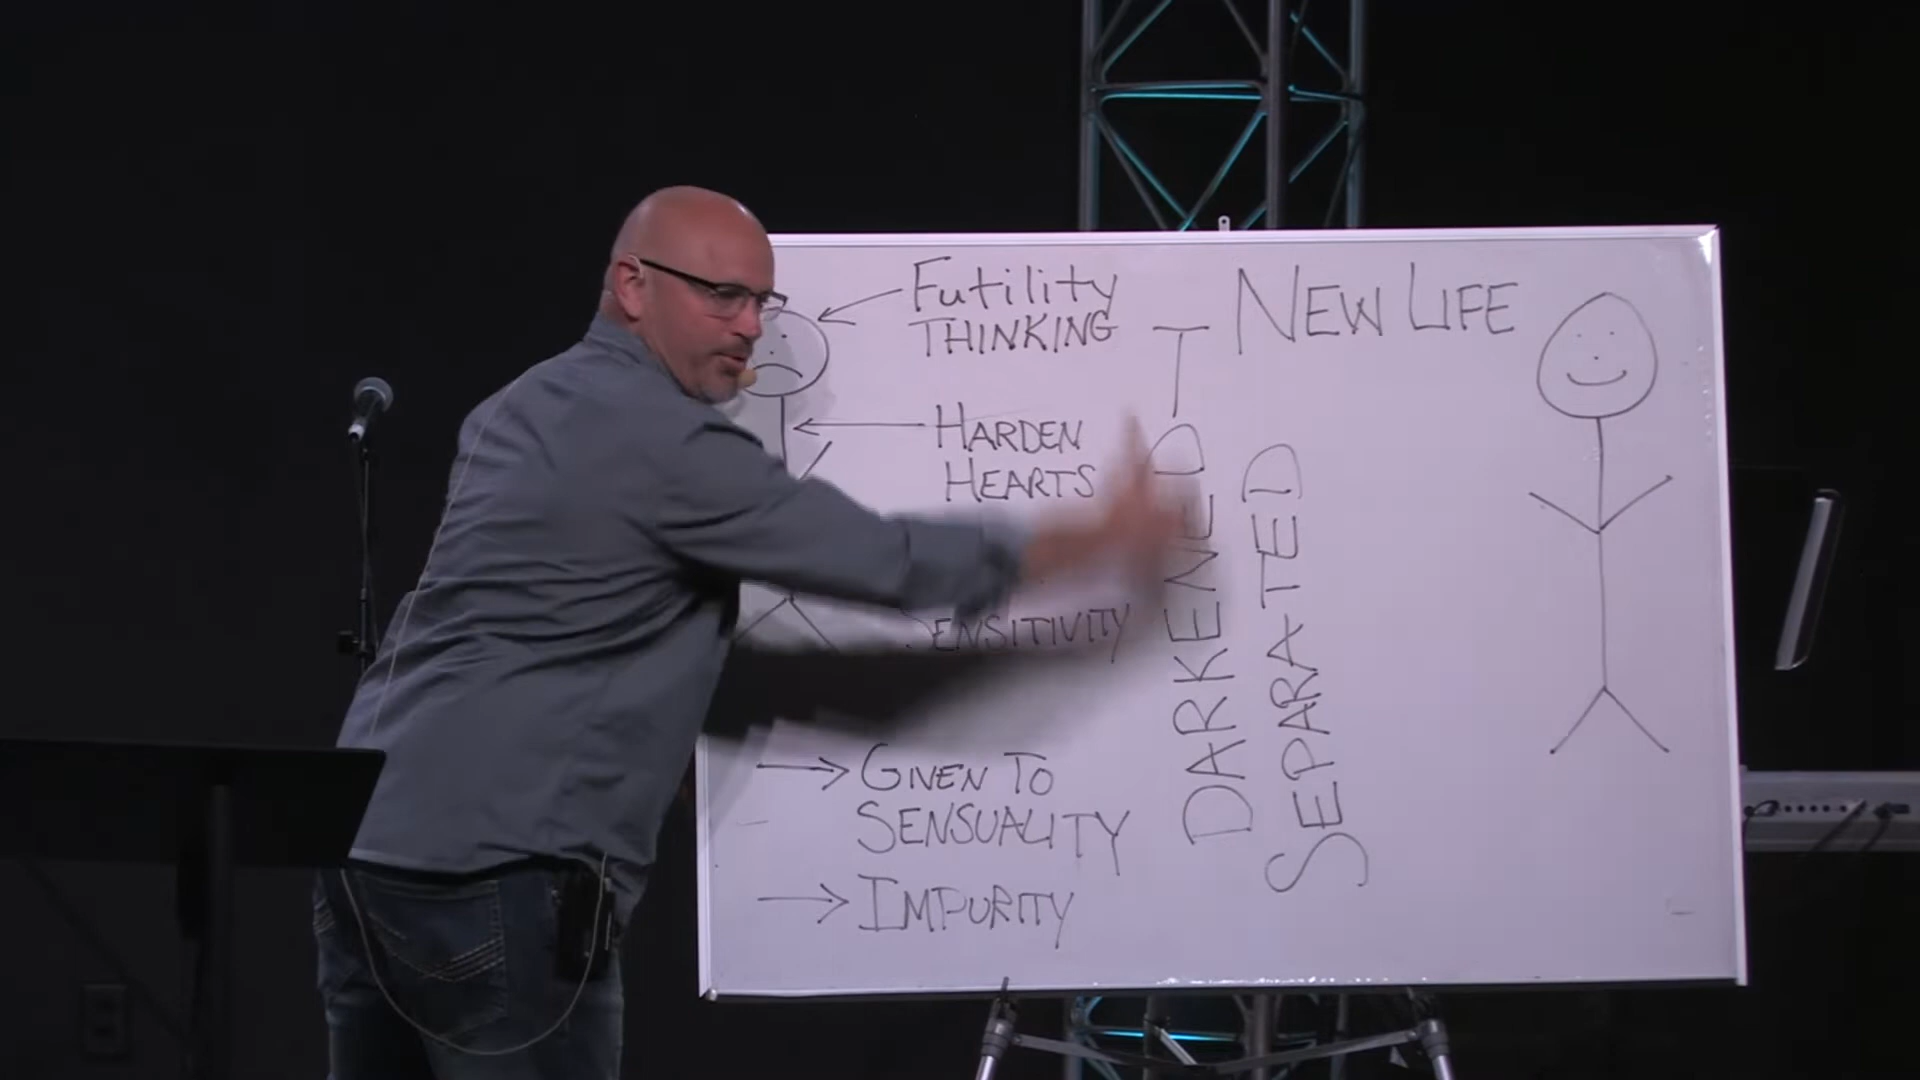 Futility
THINKING
HARDEN
HEARTS
SENSITIVITY
GIVEN TO
SENSUALITY
IMPURITY
DARKENED
SEPARATED
NEW LIFE